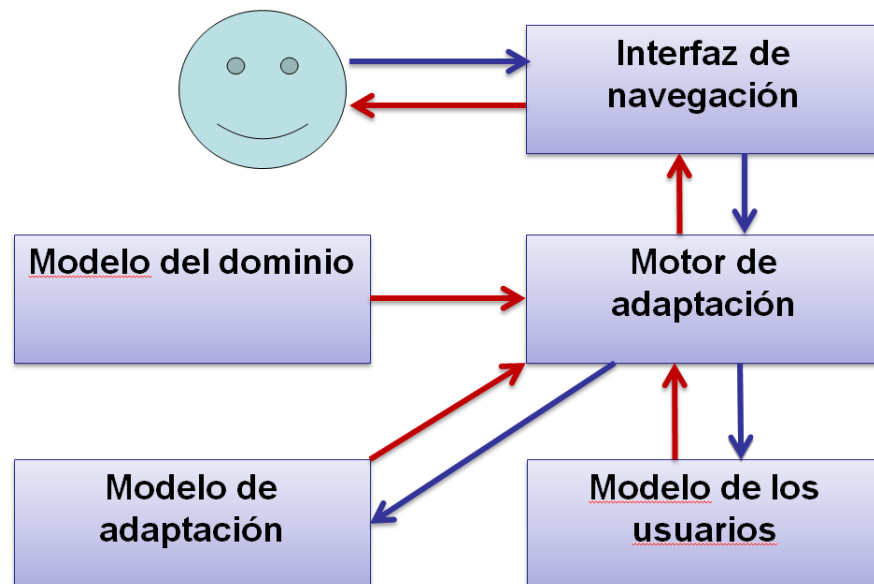 Interfaz de
navegación
Modelo del dominio
Motor de
adaptación
Modelo de
adaptación
Modelo de los
usuarios